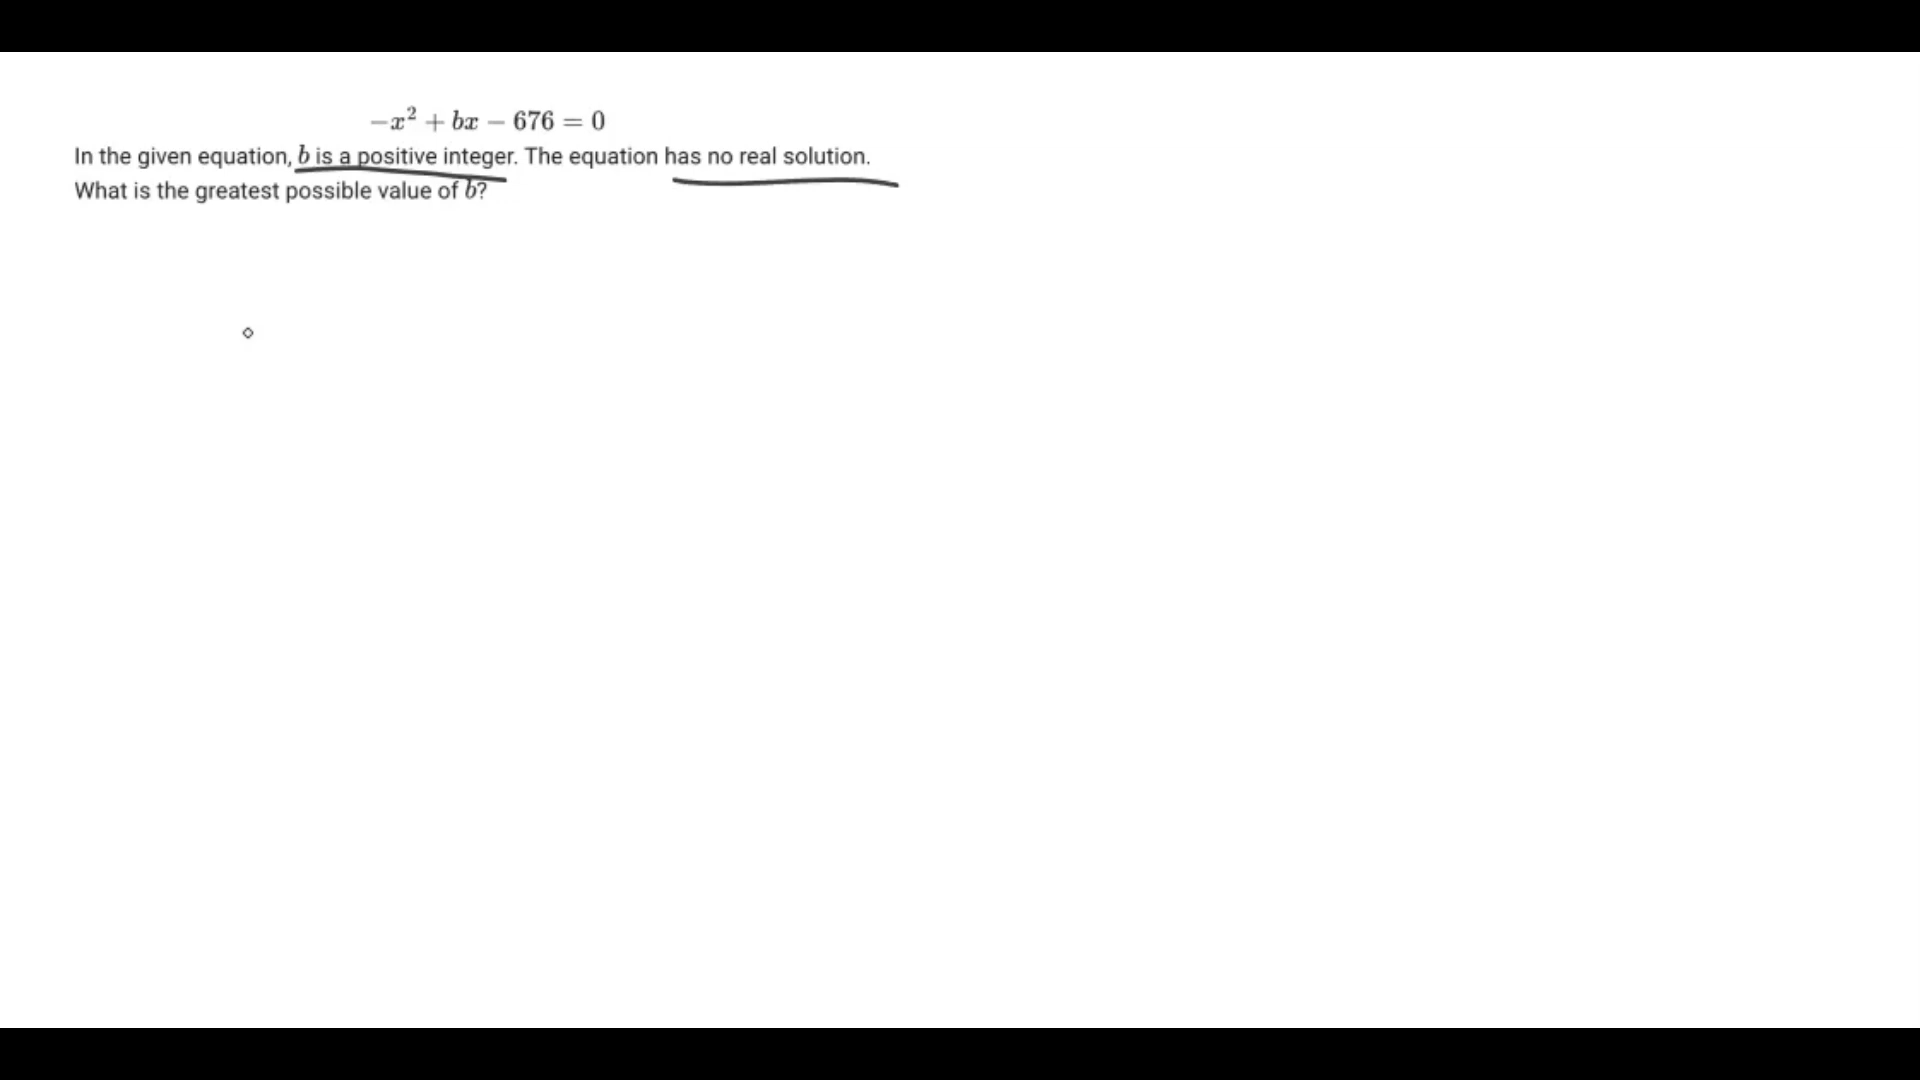 −x² + bx − 676 = 0
In the given equation, b is a positive integer. The equation has no real solution.
What is the greatest possible value of b?